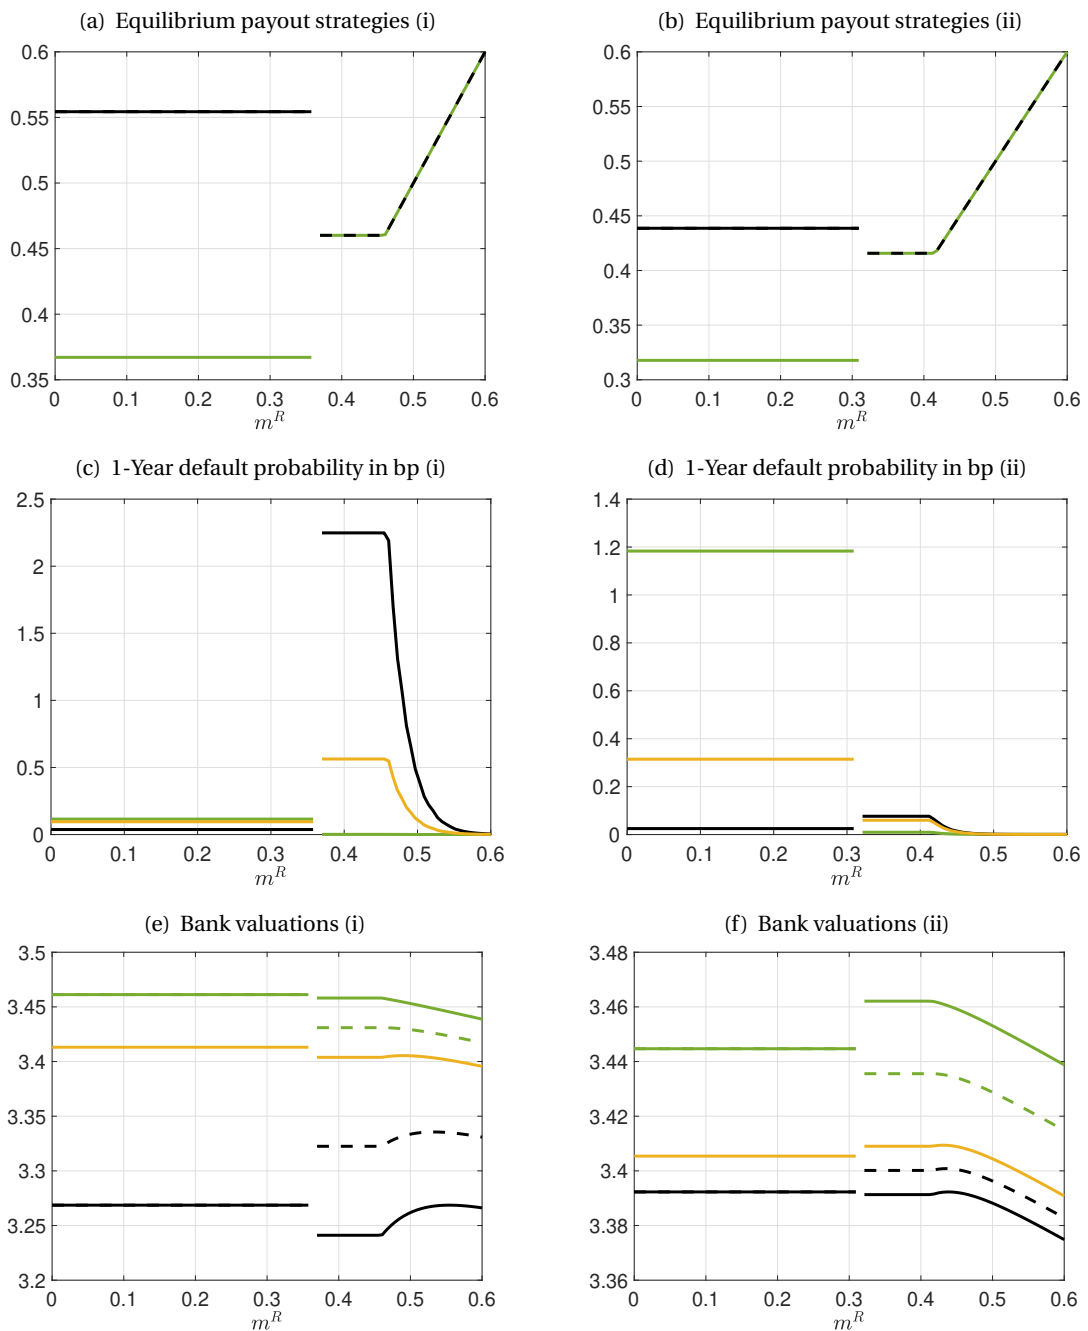 (a) Equilibrium payout strategies (i)
0.6
0.55
0.5
0.45
0.4
0.35
0 0.1 0.2 0.3 0.4 0.5 0.6
m^R
(b) Equilibrium payout strategies (ii)
0.6
0.55
0.5
0.45
0.4
0.35
0.3
0 0.1 0.2 0.3 0.4 0.5 0.6
m^R
(c) 1-Year default probability in bp (i)
2.5
2
1.5
1
0.5
0
0 0.1 0.2 0.3 0.4 0.5 0.6
m^R
(d) 1-Year default probability in bp (ii)
1.4
1.2
1
0.8
0.6
0.4
0.2
0
0 0.1 0.2 0.3 0.4 0.5 0.6
m^R
(e) Bank valuations (i)
3.5
3.45
3.4
3.35
3.3
3.25
3.2
0 0.1 0.2 0.3 0.4 0.5 0.6
m^R
(f) Bank valuations (ii)
3.48
3.46
3.44
3.42
3.4
3.38
3.36
0 0.1 0.2 0.3 0.4 0.5 0.6
m^R